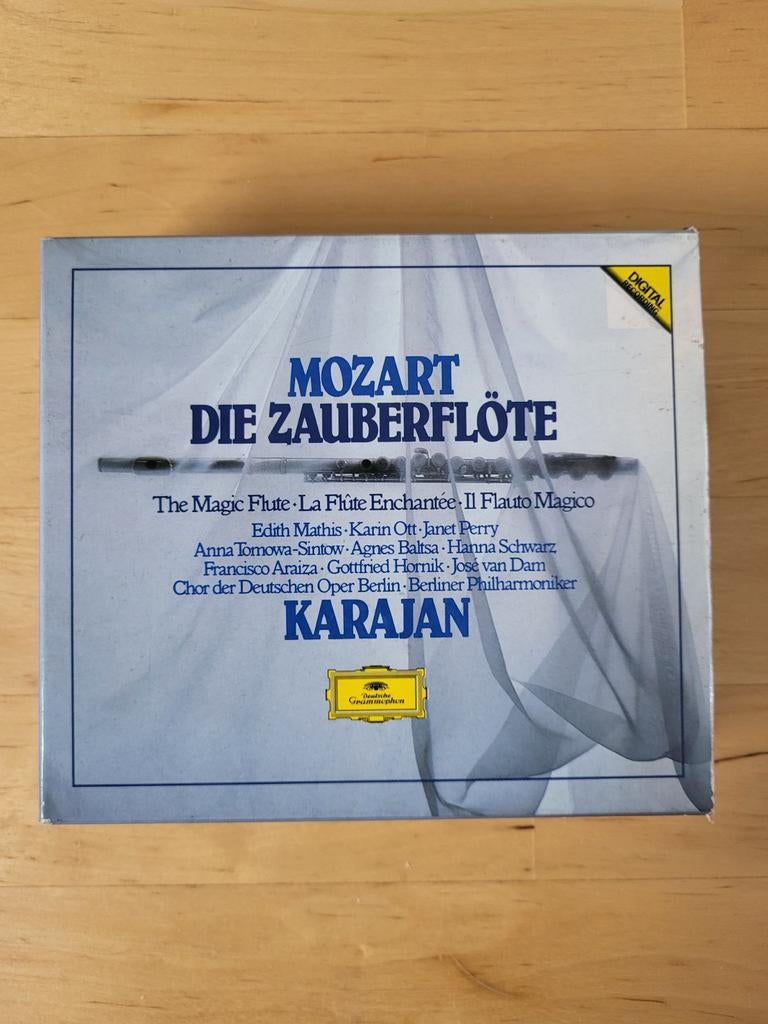 DIGITAL
RECORDING
MOZART
DIE ZAUBERFLÖTE
The Magic Flute · La Flûte Enchantée · Il Flauto Magico
Edith Mathis · Karin Ott · Janet Perry
Anna Tomowa-Sintow · Agnes Baltsa · Hanna Schwarz
Francisco Araiza · Gottfried Hornik · José van Dam
Chor der Deutschen Oper Berlin · Berliner Philharmoniker
KARAJAN
Deutsche
Grammophon